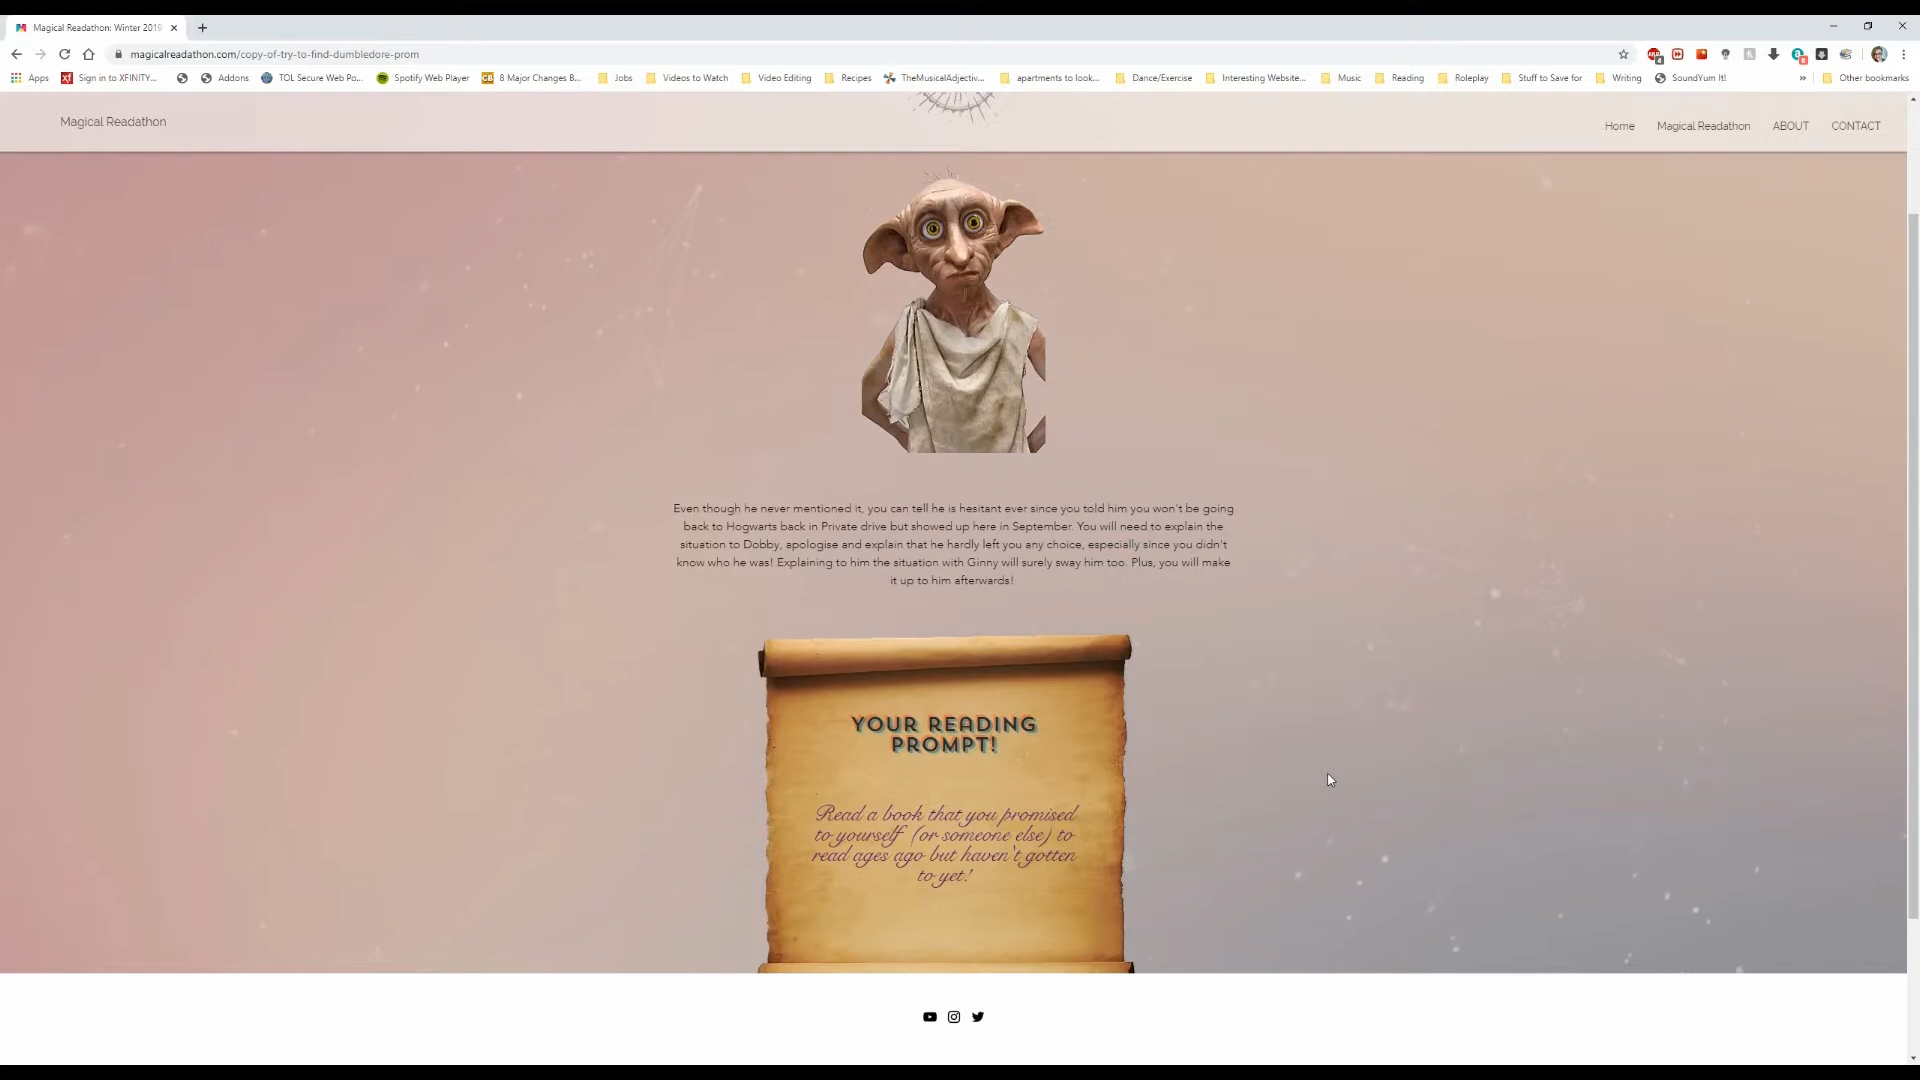 Magical Readathon: Winter 2019
magicalreadathon.com/copy-of-try-to-find-dumbledore-prom
Apps
Sign in to XFINITY...
Addons
TOL Secure Web Po...
Spotify Web Player
8 Major Changes B...
Jobs
Videos to Watch
Video Editing
Recipes
TheMusicalAdjectiv...
apartments to look...
Dance/Exercise
Interesting Website...
Music
Reading
Roleplay
Stuff to Save for
Writing
SoundYum It!
»
Other bookmarks
Magical Readathon
Home
Magical Readathon
ABOUT
CONTACT
Even though he never mentioned it, you can tell he is hesitant ever since you told him you won't be going
back to Hogwarts back in Private drive but showed up here in September. You will need to explain the
situation to Dobby, apologise and explain that he hardly left you any choice, especially since you didn't
know who he was! Explaining to him the situation with Ginny will surely sway him too. Plus, you will make
it up to him afterwards!
YOUR READING
PROMPT!
Read a book that you promised
to yourself (or someone else) to
read ages ago but haven't gotten
to yet!